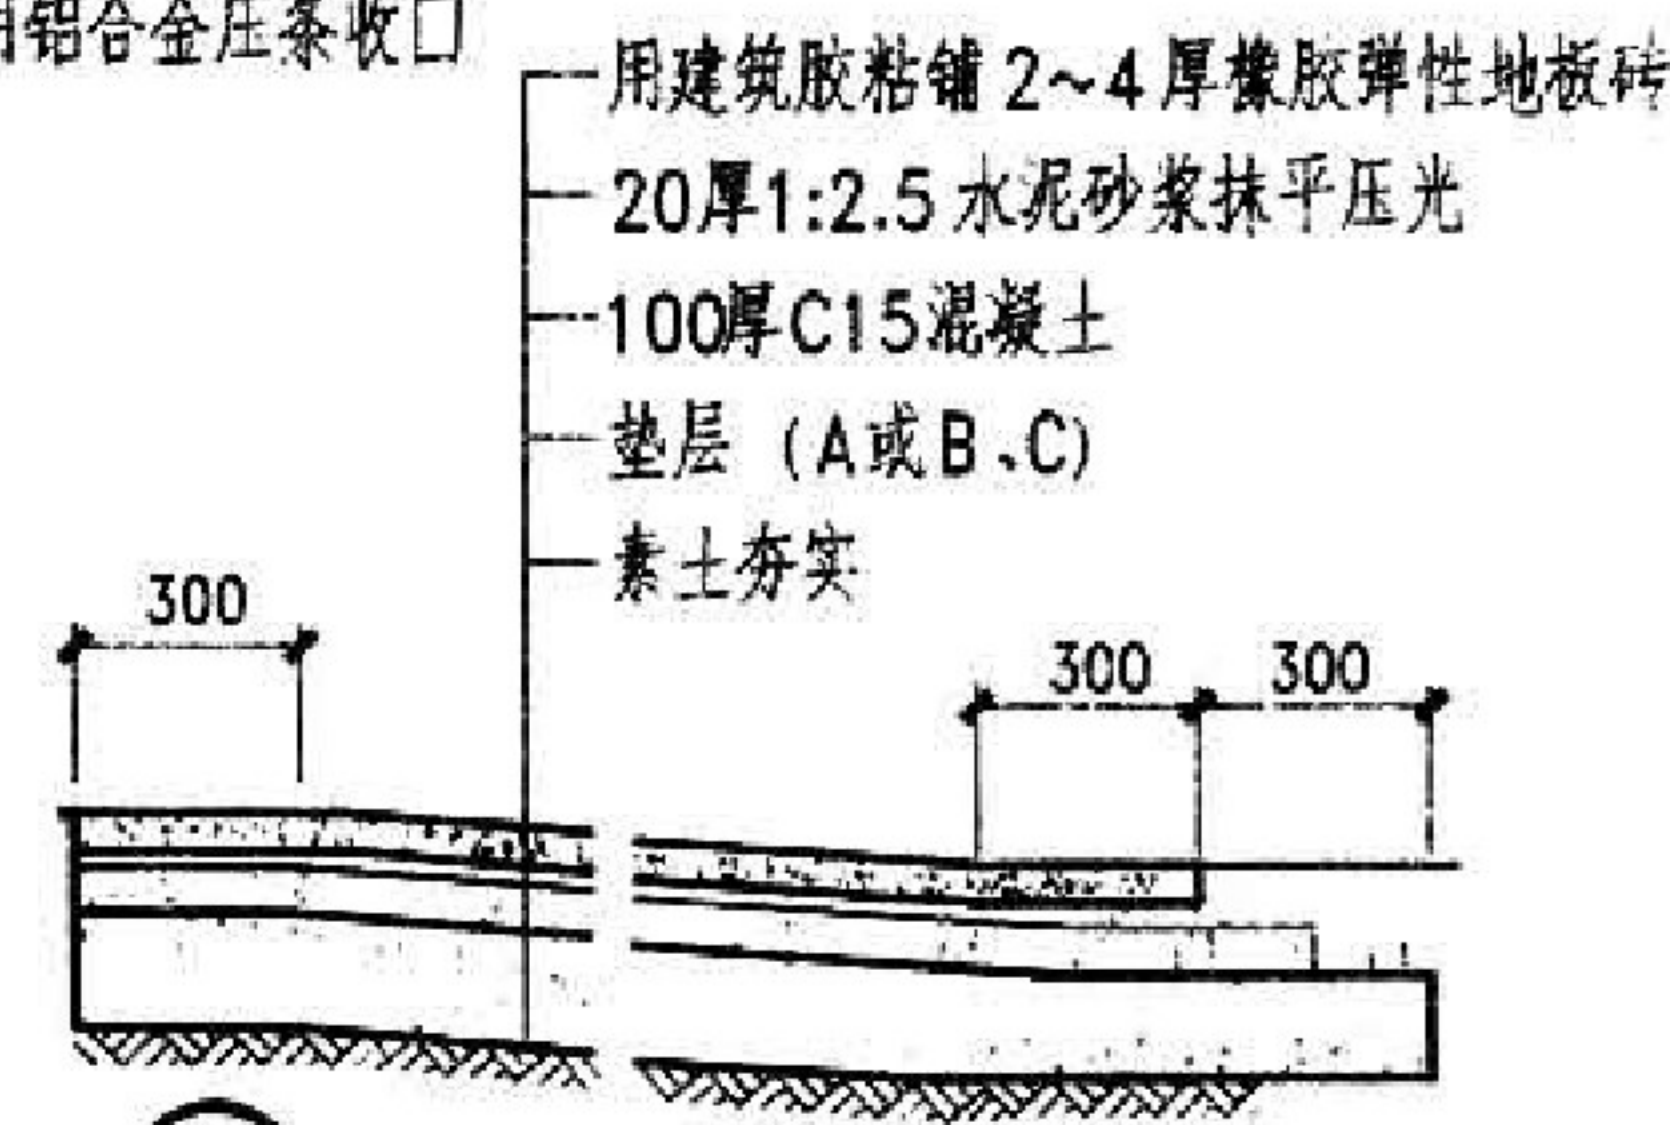 用铝合金压条收口
用建筑胶粘铺2~4厚橡胶弹性地板砖
20厚1:2.5水泥砂浆抹平压光
100厚C15混凝土
垫层（A或B、C）
素土夯实
300
300 300